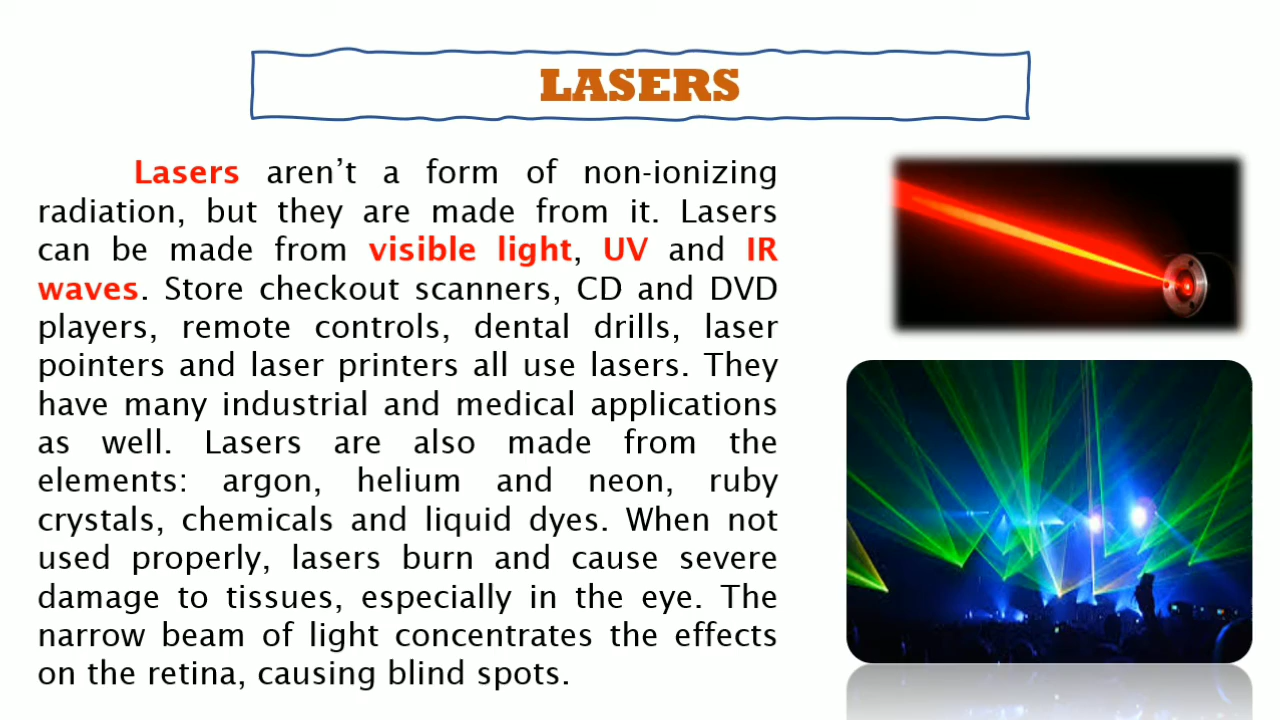 LASERS
Lasers aren’t a form of non-ionizing
radiation, but they are made from it. Lasers
can be made from visible light, UV and IR
waves. Store checkout scanners, CD and DVD
players, remote controls, dental drills, laser
pointers and laser printers all use lasers. They
have many industrial and medical applications
as well. Lasers are also made from the
elements: argon, helium and neon, ruby
crystals, chemicals and liquid dyes. When not
used properly, lasers burn and cause severe
damage to tissues, especially in the eye. The
narrow beam of light concentrates the effects
on the retina, causing blind spots.